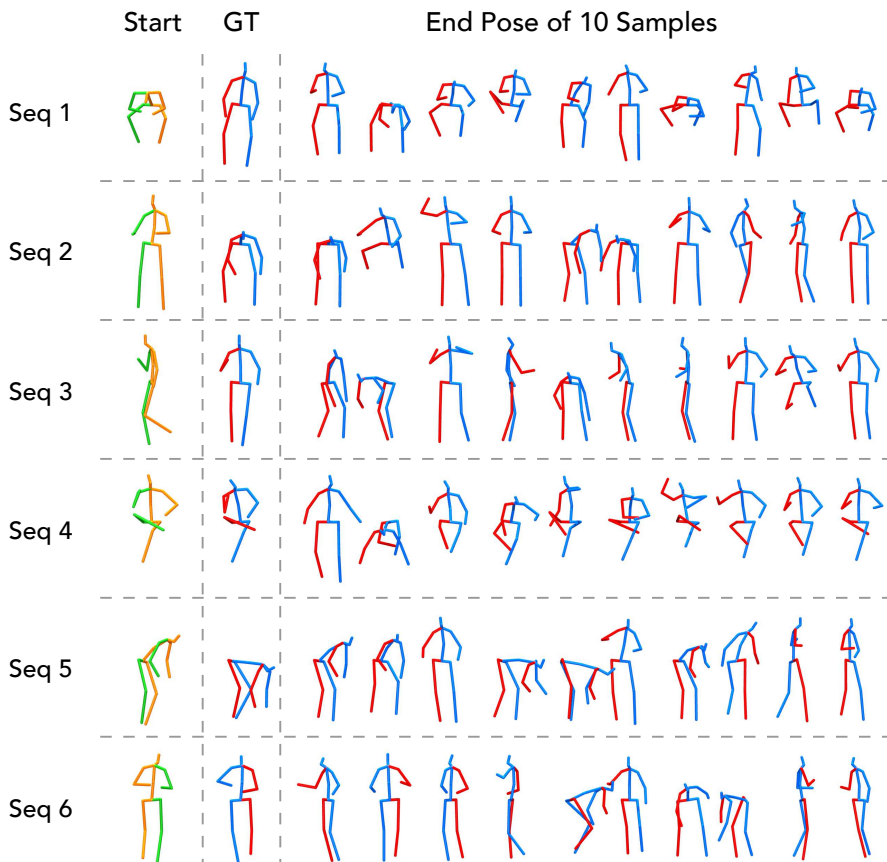 Start GT End Pose of 10 Samples
Seq 1
Seq 2
Seq 3
Seq 4
Seq 5
Seq 6